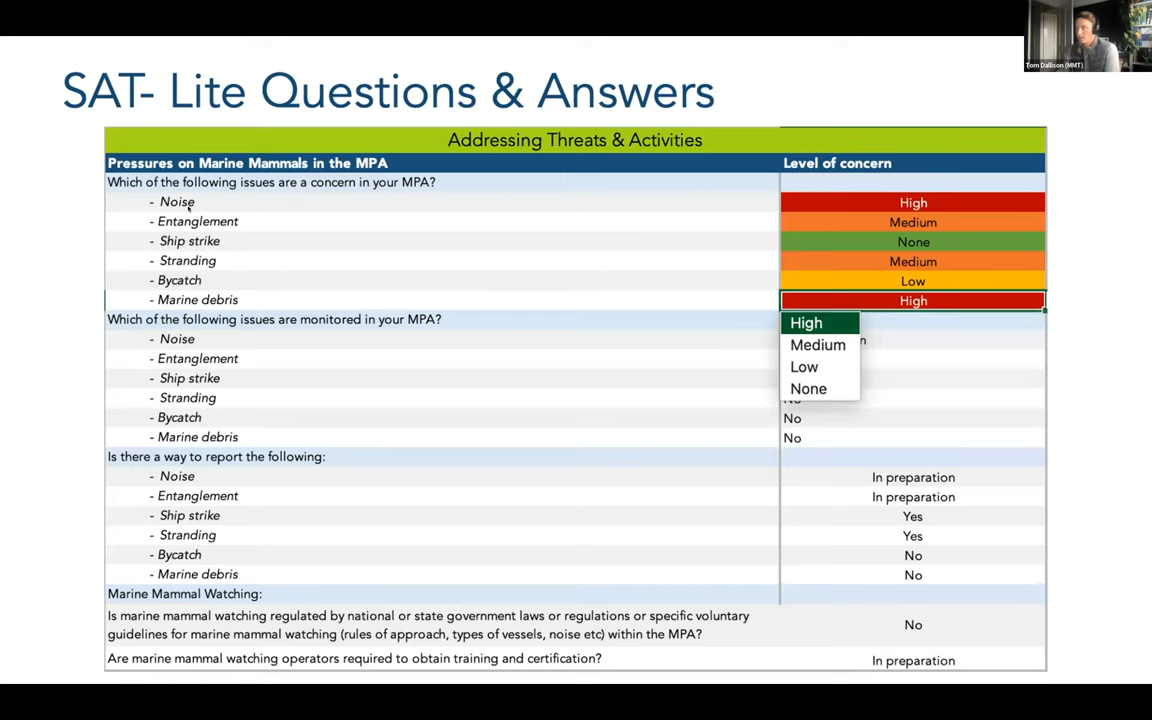 Tom Dallison (MMT)
SAT- Lite Questions & Answers
Addressing Threats & Activities
Pressures on Marine Mammals in the MPA Level of concern
Which of the following issues are a concern in your MPA?
- Noise High
- Entanglement Medium
- Ship strike None
- Stranding Medium
- Bycatch Low
- Marine debris High
Which of the following issues are monitored in your MPA?
High
- Noise
Medium
- Entanglement
Low
- Ship strike
None
- Stranding No
- Bycatch No
- Marine debris No
Is there a way to report the following:
- Noise In preparation
- Entanglement In preparation
- Ship strike Yes
- Stranding Yes
- Bycatch No
- Marine debris No
Marine Mammal Watching:
Is marine mammal watching regulated by national or state government laws or regulations or specific voluntary
guidelines for marine mammal watching (rules of approach, types of vessels, noise etc) within the MPA? No
Are marine mammal watching operators required to obtain training and certification? In preparation